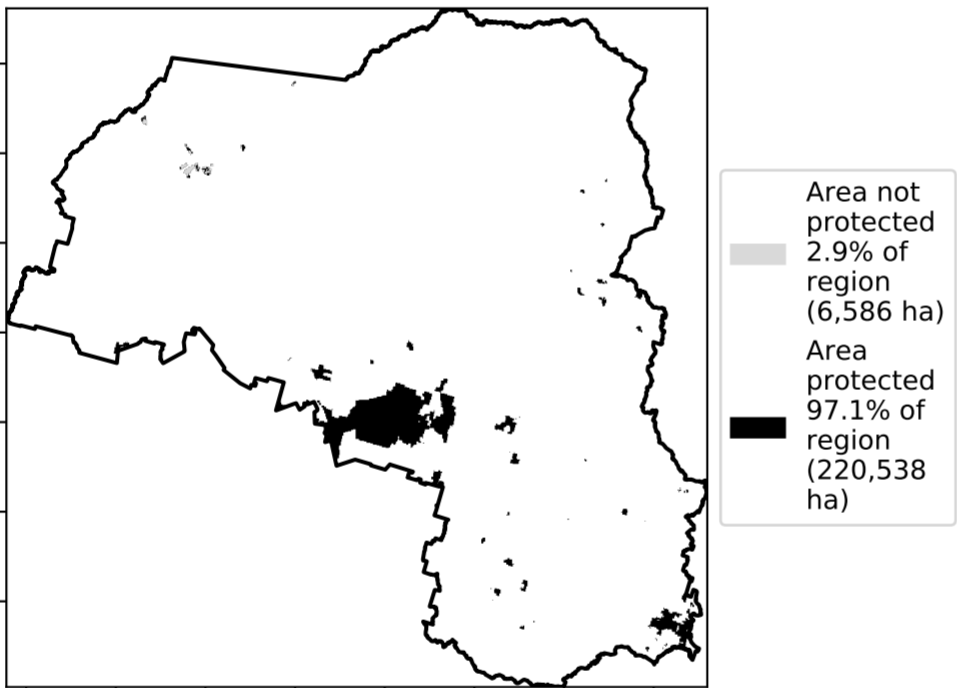 Area not
protected
2.9% of
region
(6,586 ha)
Area
protected
97.1% of
region
(220,538
ha)